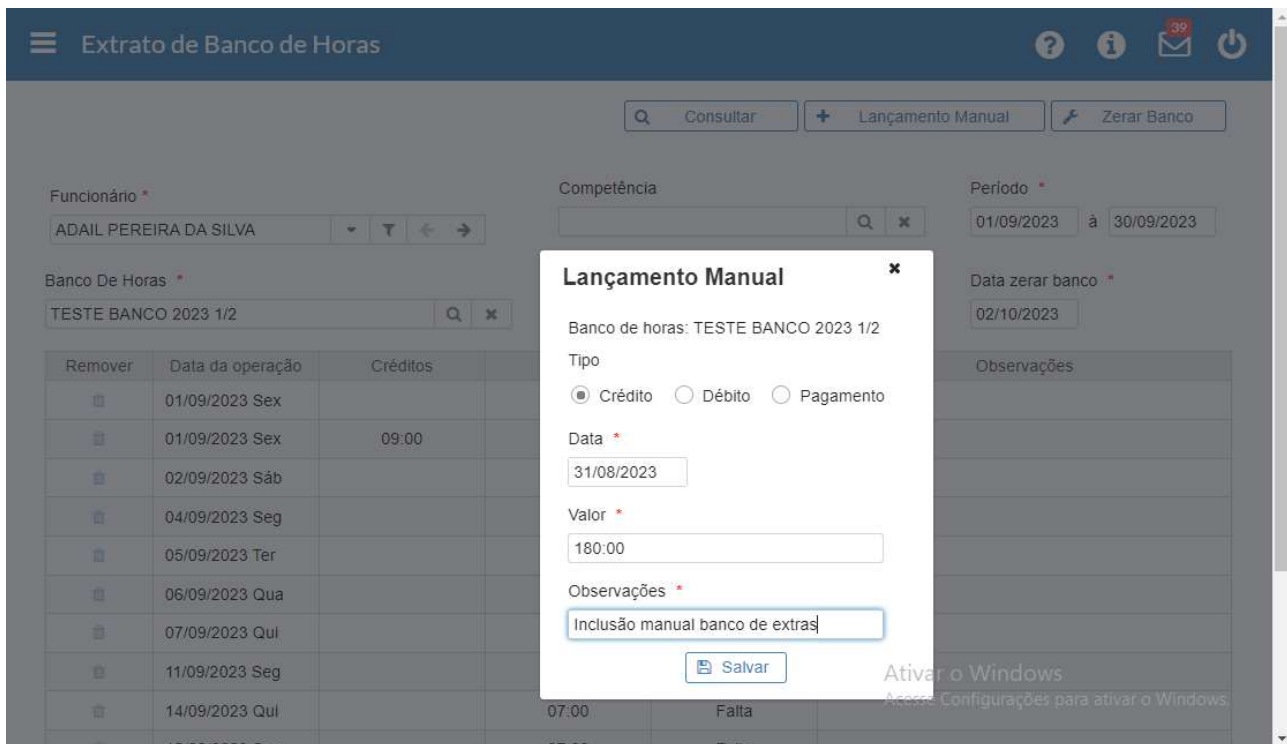 Extrato de Banco de Horas
39
Consultar
Lançamento Manual
Zerar Banco
Funcionário *
Competência
Período *
ADAIL PEREIRA DA SILVA
01/09/2023 à 30/09/2023
Banco De Horas *
Data zerar banco *
TESTE BANCO 2023 1/2
02/10/2023
Lançamento Manual
Banco de horas: TESTE BANCO 2023 1/2
Tipo
Crédito Débito Pagamento
Data *
31/08/2023
Valor *
180:00
Observações *
Inclusão manual banco de extras
Salvar
Remover Data da operação Créditos Observações
01/09/2023 Sex
01/09/2023 Sex 09:00
02/09/2023 Sáb
04/09/2023 Seg
05/09/2023 Ter
06/09/2023 Qua
07/09/2023 Qui
11/09/2023 Seg
14/09/2023 Qui 07:00 Falta
Ativar o Windows
Acesse Configurações para ativar o Windows.